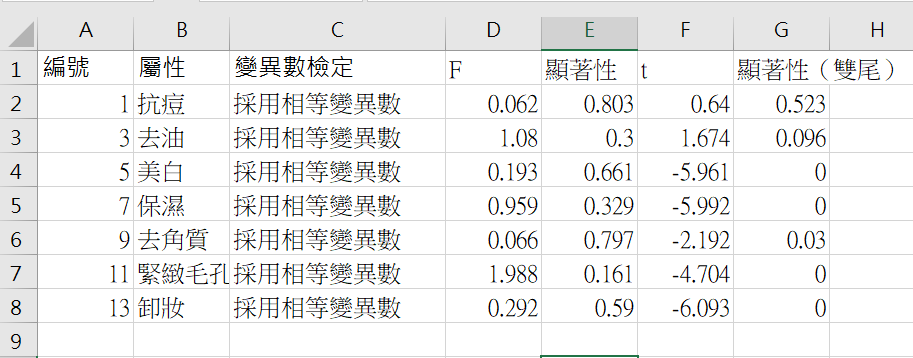 A B C D E F G H
1 編號 屬性 變異數檢定 F 顯著性 t 顯著性（雙尾）
2 1 抗痘 採用相等變異數 0.062 0.803 0.64 0.523
3 3 去油 採用相等變異數 1.08 0.3 1.674 0.096
4 5 美白 採用相等變異數 0.193 0.661 -5.961 0
5 7 保濕 採用相等變異數 0.959 0.329 -5.992 0
6 9 去角質 採用相等變異數 0.066 0.797 -2.192 0.03
7 11 緊緻毛孔 採用相等變異數 1.988 0.161 -4.704 0
8 13 卸妝 採用相等變異數 0.292 0.59 -6.093 0
9